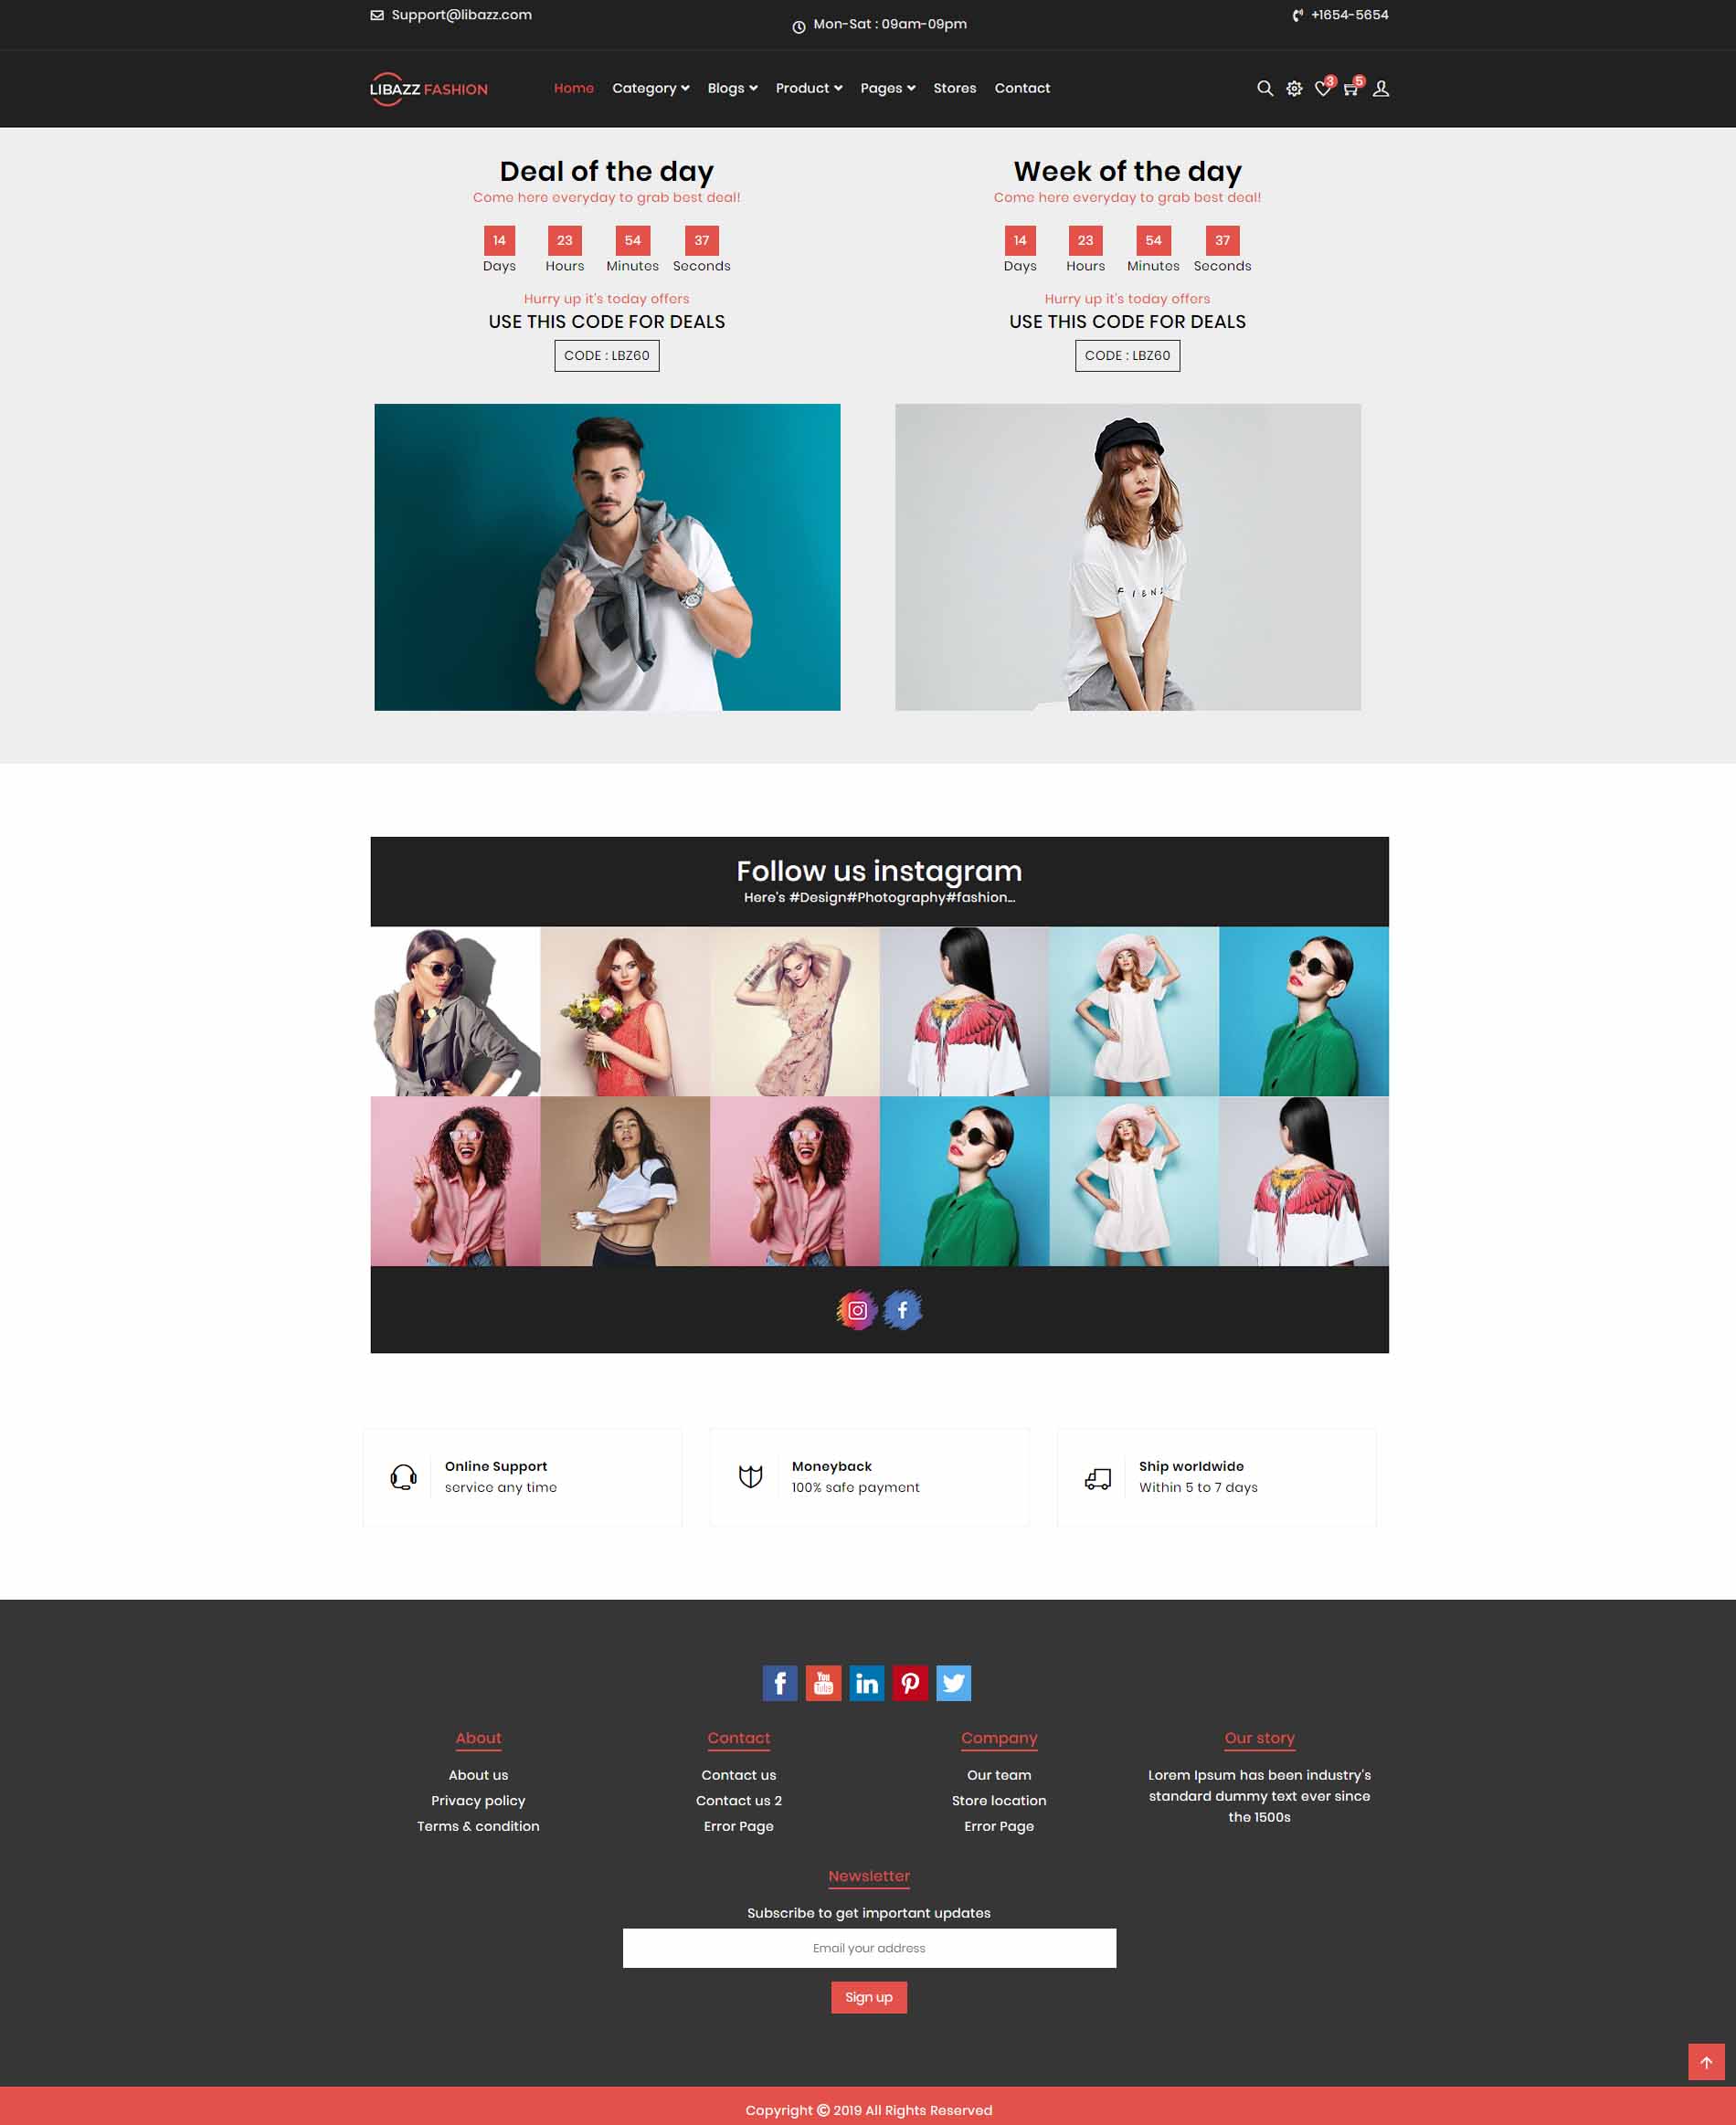 Support@libazz.com
Mon-Sat : 09am-09pm
+1654-5654
LIBAZZ FASHION
Home Category Blogs Product Pages Stores Contact
3 5
Deal of the day
Come here everyday to grab best deal!
14 23 54 37
Days Hours Minutes Seconds
Hurry up it's today offers
USE THIS CODE FOR DEALS
CODE : LBZ60
Week of the day
Come here everyday to grab best deal!
14 23 54 37
Days Hours Minutes Seconds
Hurry up it's today offers
USE THIS CODE FOR DEALS
CODE : LBZ60
Follow us instagram
Here's #Design#Photography#fashion...
Online Support
service any time
Moneyback
100% safe payment
Ship worldwide
Within 5 to 7 days
You
Tube
in
About
About us
Privacy policy
Terms & condition
Contact
Contact us
Contact us 2
Error Page
Company
Our team
Store location
Error Page
Our story
Lorem Ipsum has been industry's
standard dummy text ever since
the 1500s
Newsletter
Subscribe to get important updates
Email your address
Sign up
Copyright © 2019 All Rights Reserved